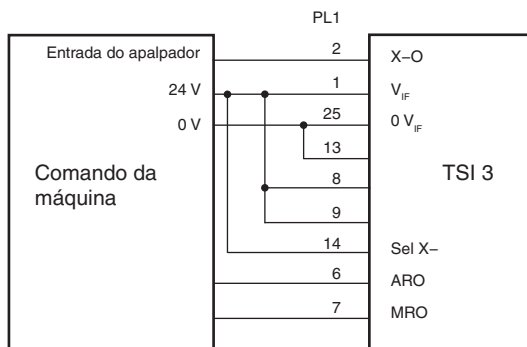 PL1
Entrada do apalpador 2 X–O
24 V 1 V_IF
0 V 25 0 V_IF
13
Comando da
máquina
8
TSI 3
9
14 Sel X–
6 ARO
7 MRO